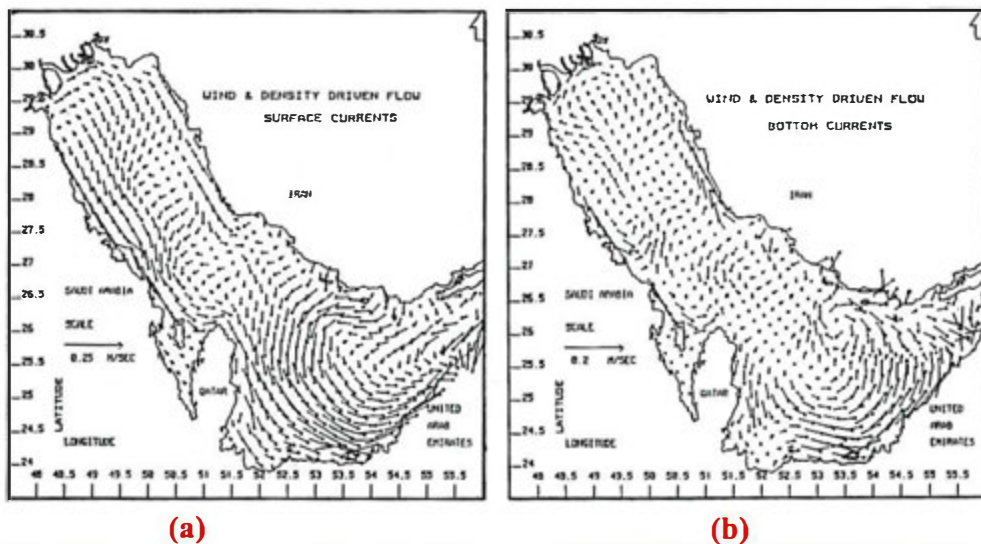 30.5
30
29.5
29
28.5
28
27.5
27
26.5
26
25.5
25
24.5
24
WIND & DENSITY DRIVEN FLOW
SURFACE CURRENTS
IRAN
SAUDI ARABIA
SCALE
0.25 M/SEC
QATAR
UNITED
ARAB
EMIRATES
LATITUDE
LONGITUDE
48 48.5 49 49.5 50 50.5 51 51.5 52 52.5 53 53.5 54 54.5 55 55.5
(a)
30.5
30
29.5
29
28.5
28
27.5
27
26.5
26
25.5
25
24.5
24
WIND & DENSITY DRIVEN FLOW
BOTTOM CURRENTS
IRAN
SAUDI ARABIA
SCALE
0.2 M/SEC
QATAR
UNITED
ARAB
EMIRATES
LATITUDE
LONGITUDE
48 48.5 49 49.5 50 50.5 51 51.5 52 52.5 53 53.5 54 54.5 55 55.5
(b)